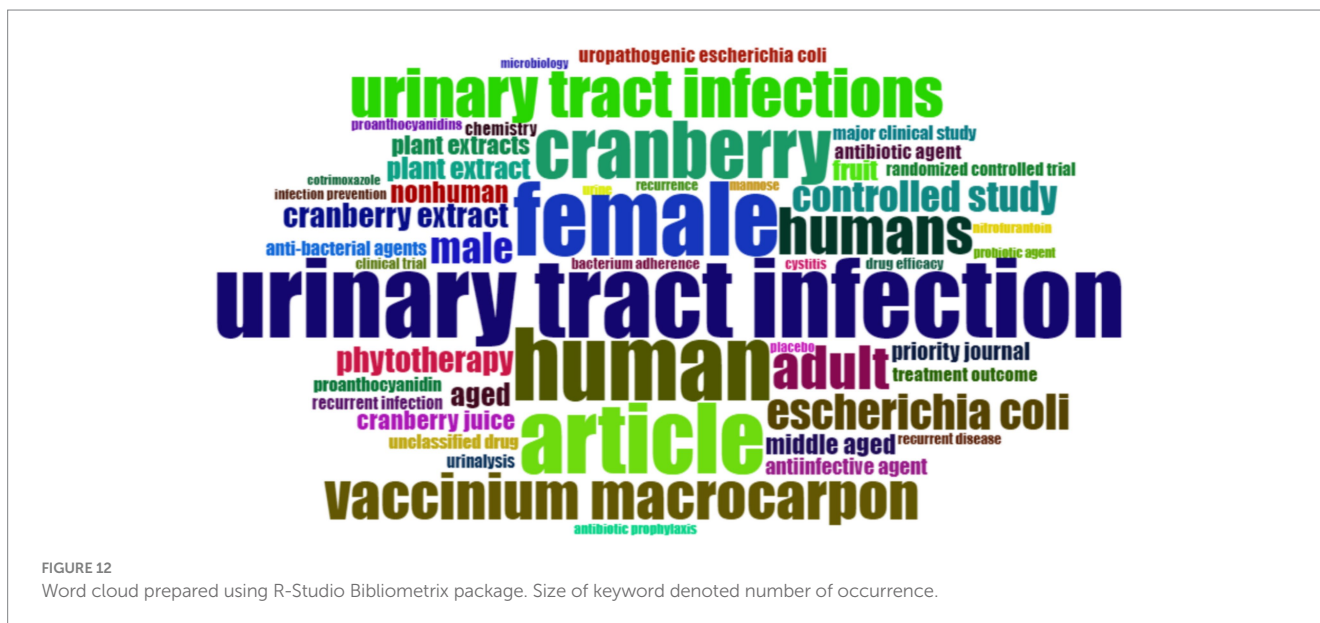 uropathogenic escherichia coli
microbiology
urinary tract infections
proanthocyanidins
chemistry
cranberry
major clinical study
plant extracts
antibiotic agent
plant extract
fruit
randomized controlled trial
cotrimoxazole
urine
recurrence
mannose
infection prevention
nonhuman
female
controlled study
cranberry extract
humans
nitrofurantoin
anti-bacterial agents
male
probiotic agent
clinical trial
bacterium adherence
cystitis
drug efficacy
urinary tract infection
human
placebo
phytotherapy
adult
priority journal
proanthocyanidin
aged
treatment outcome
recurrent infection
cranberry juice
article
escherichia coli
unclassified drug
middle aged
recurrent disease
urinalysis
antiinfective agent
vaccinium macrocarpon
antibiotic prophylaxis
FIGURE 12
Word cloud prepared using R-Studio Bibliometrix package. Size of keyword denoted number of occurrence.